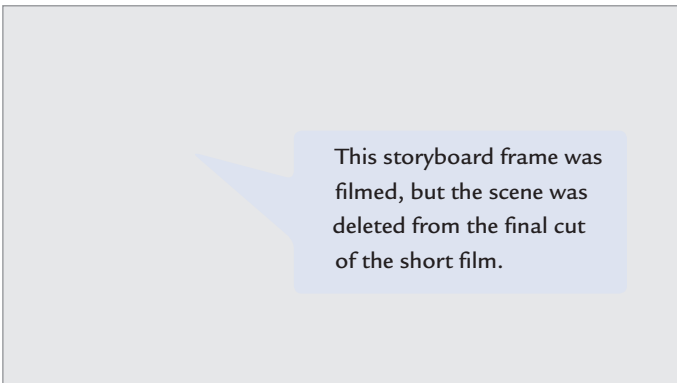 This storyboard frame was
filmed, but the scene was
deleted from the final cut
of the short film.